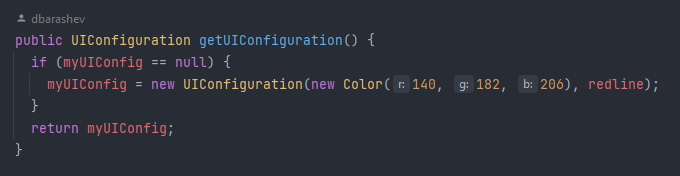 dbarashev
public UIConfiguration getUIConfiguration() {
if (myUIConfig == null) {
myUIConfig = new UIConfiguration(new Color( r: 140, g: 182, b: 206), redline);
}
return myUIConfig;
}